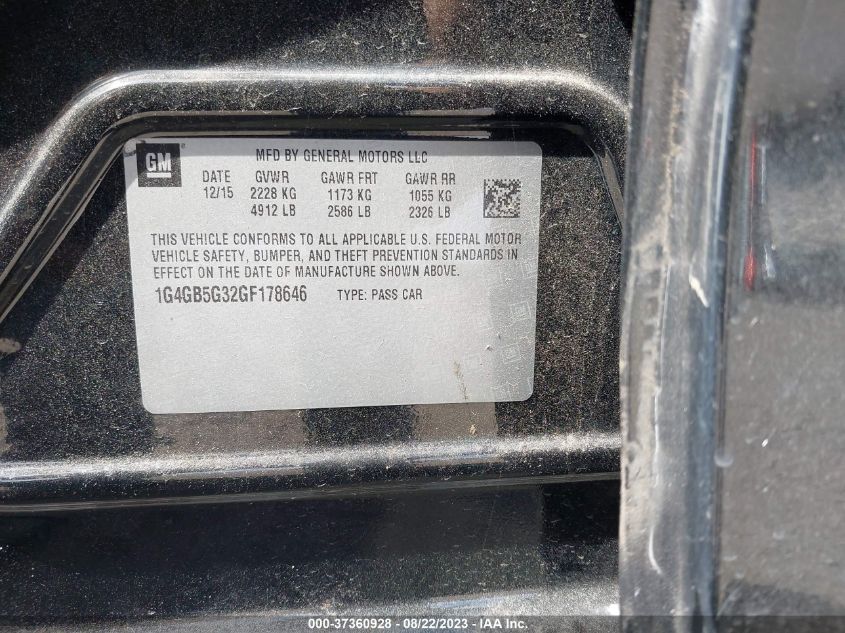 GM
MFD BY GENERAL MOTORS LLC
DATE GVWR GAWR FRT GAWR RR
12/15 2228 KG 1173 KG 1055 KG
4912 LB 2586 LB 2326 LB
THIS VEHICLE CONFORMS TO ALL APPLICABLE U.S. FEDERAL MOTOR
VEHICLE SAFETY, BUMPER, AND THEFT PREVENTION STANDARDS IN
EFFECT ON THE DATE OF MANUFACTURE SHOWN ABOVE.
1G4GB5G32GF178646 TYPE: PASS CAR
000-37360928 - 08/22/2023 - IAAI Inc.